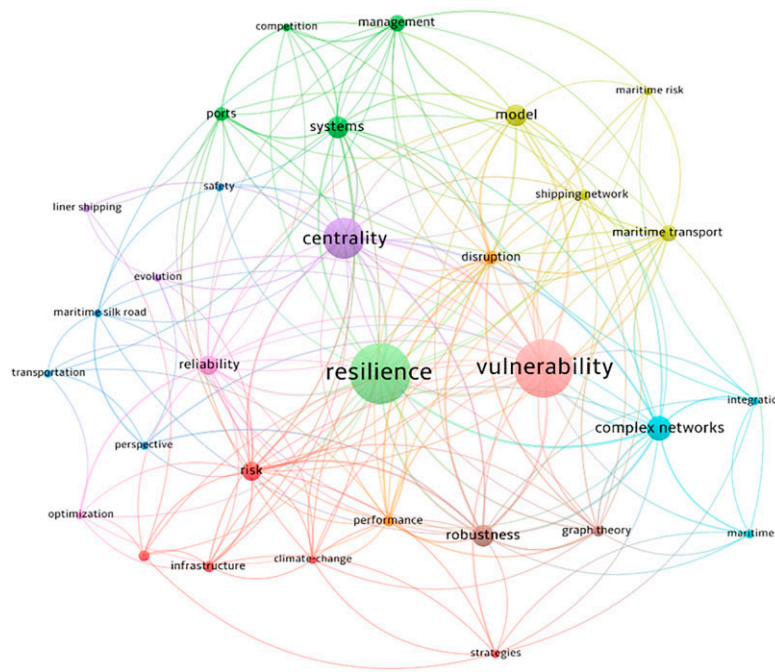 competition
management
maritime risk
ports
model
systems
safety
shipping network
liner shipping
centrality
maritime transport
disruption
evolution
maritime silk road
reliability
resilience
vulnerability
transportation
integratio
complex networks
perspective
risk
optimization
performance
robustness
graph theory
maritime
climate-change
infrastructure
strategies